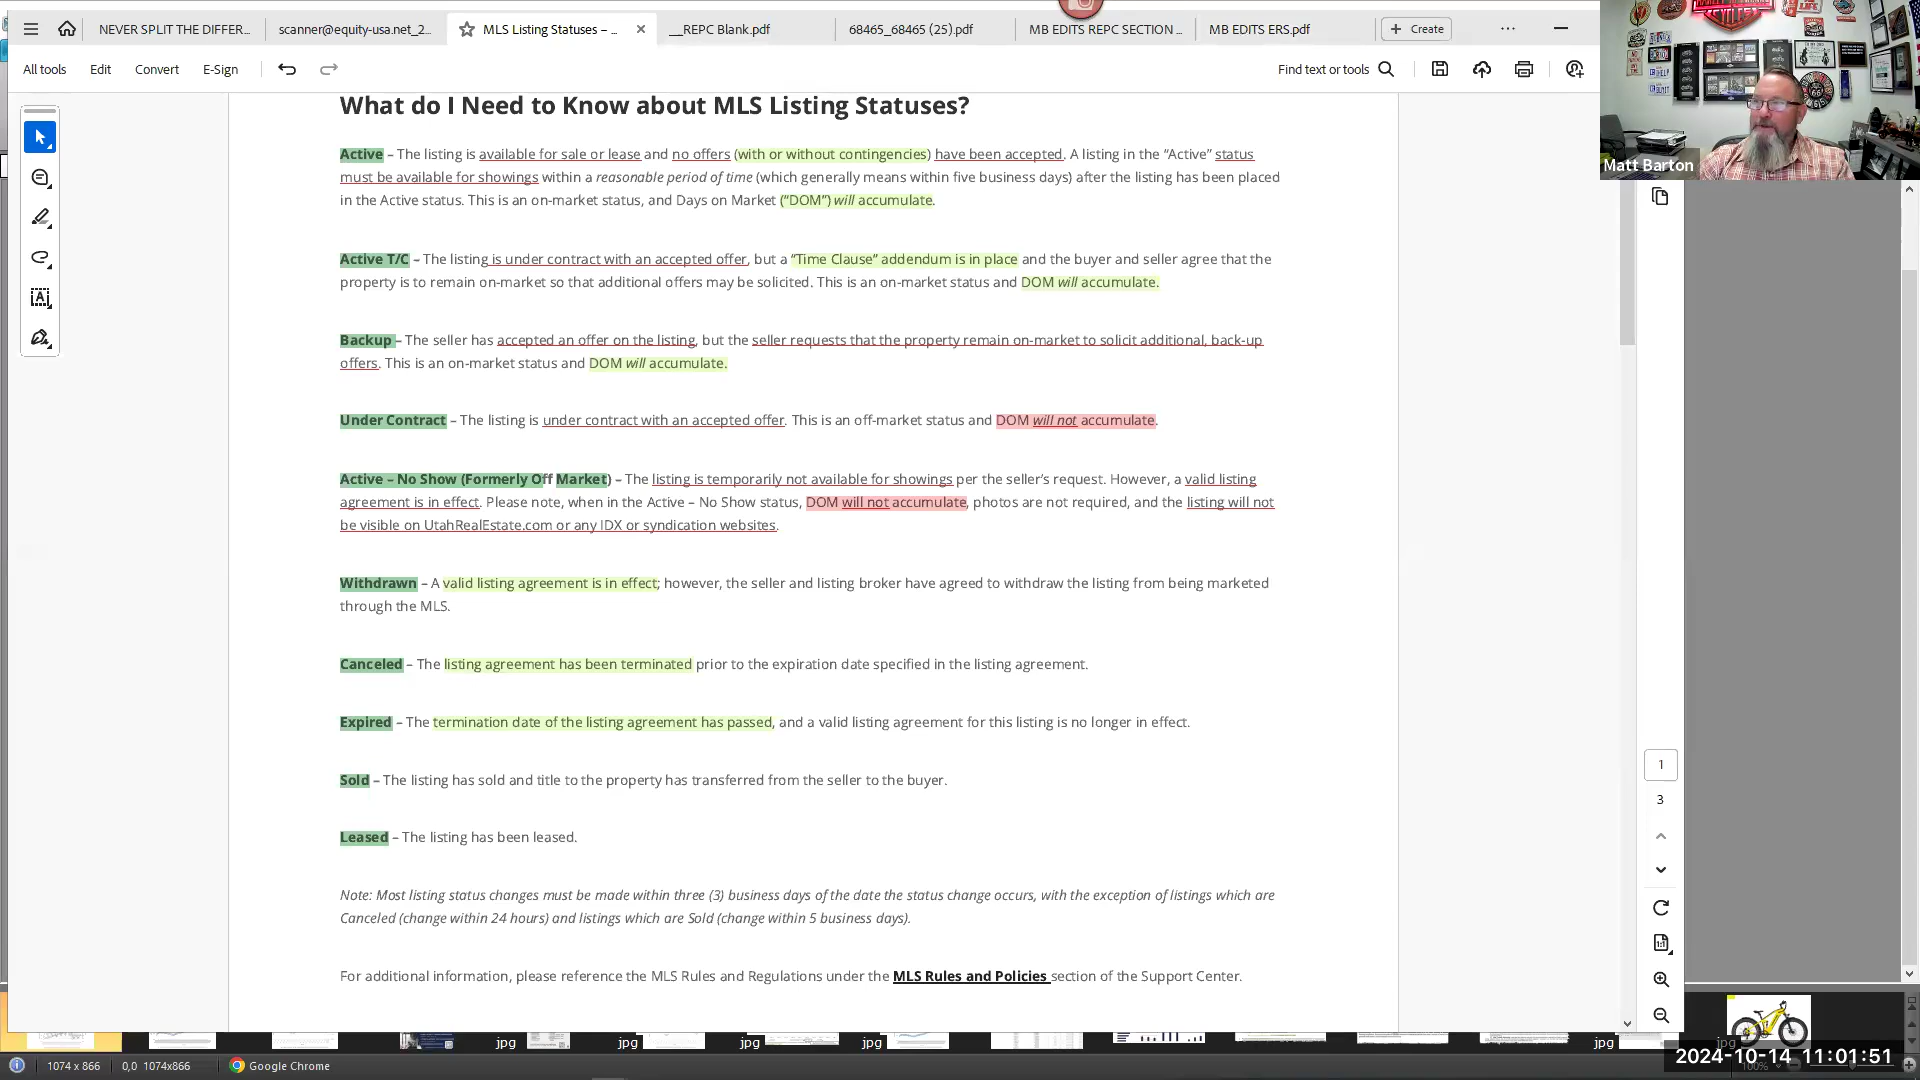 NEVER SPLIT THE DIFFER...
scanner@equity-usa.net_2...
MLS Listing Statuses – ...
__REPC Blank.pdf
68465_68465 (25).pdf
MB EDITS REPC SECTION ...
MB EDITS ERS.pdf
Create
All tools
Edit
Convert
E-Sign
Find text or tools
Matt Barton
What do I Need to Know about MLS Listing Statuses?
Active – The listing is available for sale or lease and no offers (with or without contingencies) have been accepted. A listing in the “Active” status
must be available for showings within a reasonable period of time (which generally means within five business days) after the listing has been placed
in the Active status. This is an on-market status, and Days on Market (“DOM”) will accumulate.
Active T/C – The listing is under contract with an accepted offer, but a “Time Clause” addendum is in place and the buyer and seller agree that the
property is to remain on-market so that additional offers may be solicited. This is an on-market status and DOM will accumulate.
Backup – The seller has accepted an offer on the listing, but the seller requests that the property remain on-market to solicit additional, back-up
offers. This is an on-market status and DOM will accumulate.
Under Contract – The listing is under contract with an accepted offer. This is an off-market status and DOM will not accumulate.
Active – No Show (Formerly Off Market) – The listing is temporarily not available for showings per the seller’s request. However, a valid listing
agreement is in effect. Please note, when in the Active – No Show status, DOM will not accumulate, photos are not required, and the listing will not
be visible on UtahRealEstate.com or any IDX or syndication websites.
Withdrawn – A valid listing agreement is in effect; however, the seller and listing broker have agreed to withdraw the listing from being marketed
through the MLS.
Canceled – The listing agreement has been terminated prior to the expiration date specified in the listing agreement.
Expired – The termination date of the listing agreement has passed, and a valid listing agreement for this listing is no longer in effect.
Sold – The listing has sold and title to the property has transferred from the seller to the buyer.
Leased – The listing has been leased.
Note: Most listing status changes must be made within three (3) business days of the date the status change occurs, with the exception of listings which are
Canceled (change within 24 hours) and listings which are Sold (change within 5 business days).
For additional information, please reference the MLS Rules and Regulations under the MLS Rules and Policies section of the Support Center.
1
3
1:1
jpg
jpg
jpg
jpg
jpg
jpg
1074 x 866
0,0 1074x866
Google Chrome
100%
2024-10-14 11:01:51